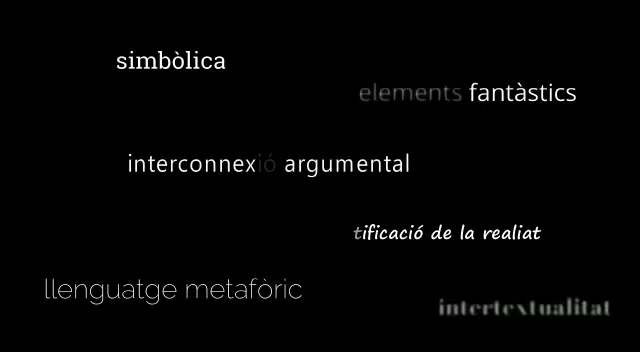 simbòlica
elements fantàstics
interconnexió argumental
tificació de la realiat
llenguatge metafòric
intertextualitat